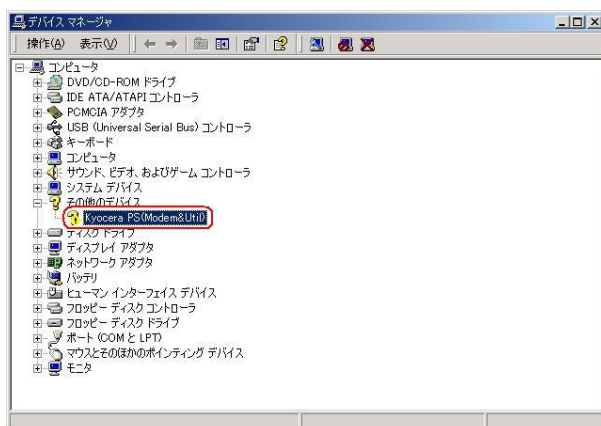 デバイス マネージャ
操作(A) 表示(V)
コンピュータ
DVD/CD-ROM ドライブ
IDE ATA/ATAPI コントローラ
PCMCIA アダプタ
USB (Universal Serial Bus) コントローラ
キーボード
コンピュータ
サウンド、ビデオ、およびゲーム コントローラ
システム デバイス
その他のデバイス
Kyocera PS(Modem&Util)
ディスク ドライブ
ディスプレイ アダプタ
ネットワーク アダプタ
バッテリ
ヒューマン インターフェイス デバイス
フロッピー ディスク コントローラ
フロッピー ディスク ドライブ
ポート (COM と LPT)
マウスとそのほかのポインティング デバイス
モニタ